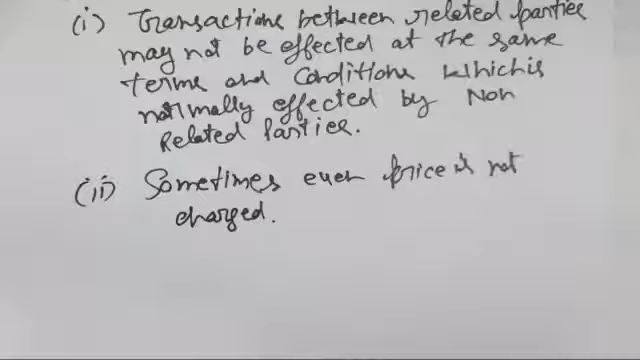 (i) Transactions between related parties
may not be effected at the same
terms and conditions which is
normally effected by Non
Related Parties.
(ii) Sometimes even price is not
charged.